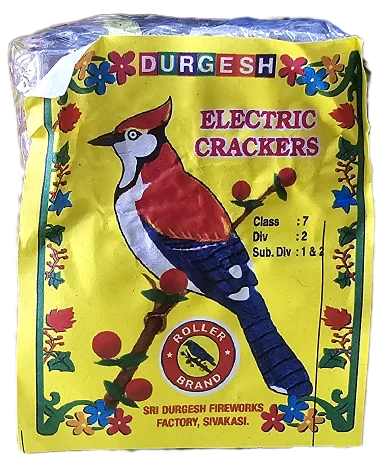 DURGESH
ELECTRIC
CRACKERS
Class : 7
Div : 2
Sub. Div : 1 & 2
ROLLER
BRAND
SRI DURGESH FIREWORKS
FACTORY, SIVAKASI.